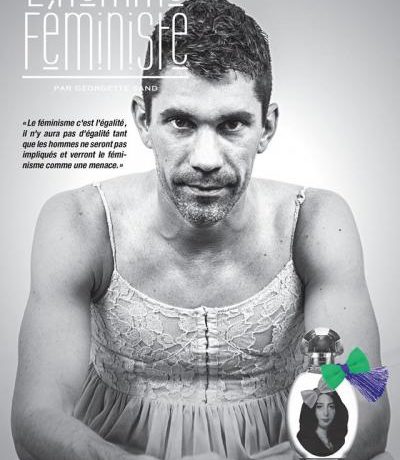 L'Homme
Féministe
PAR GEORGETTE SAND
« Le féminisme c'est l'égalité,
il n'y aura pas d'égalité tant
que les hommes ne seront pas
impliqués et verront le fémi-
nisme comme une menace. »